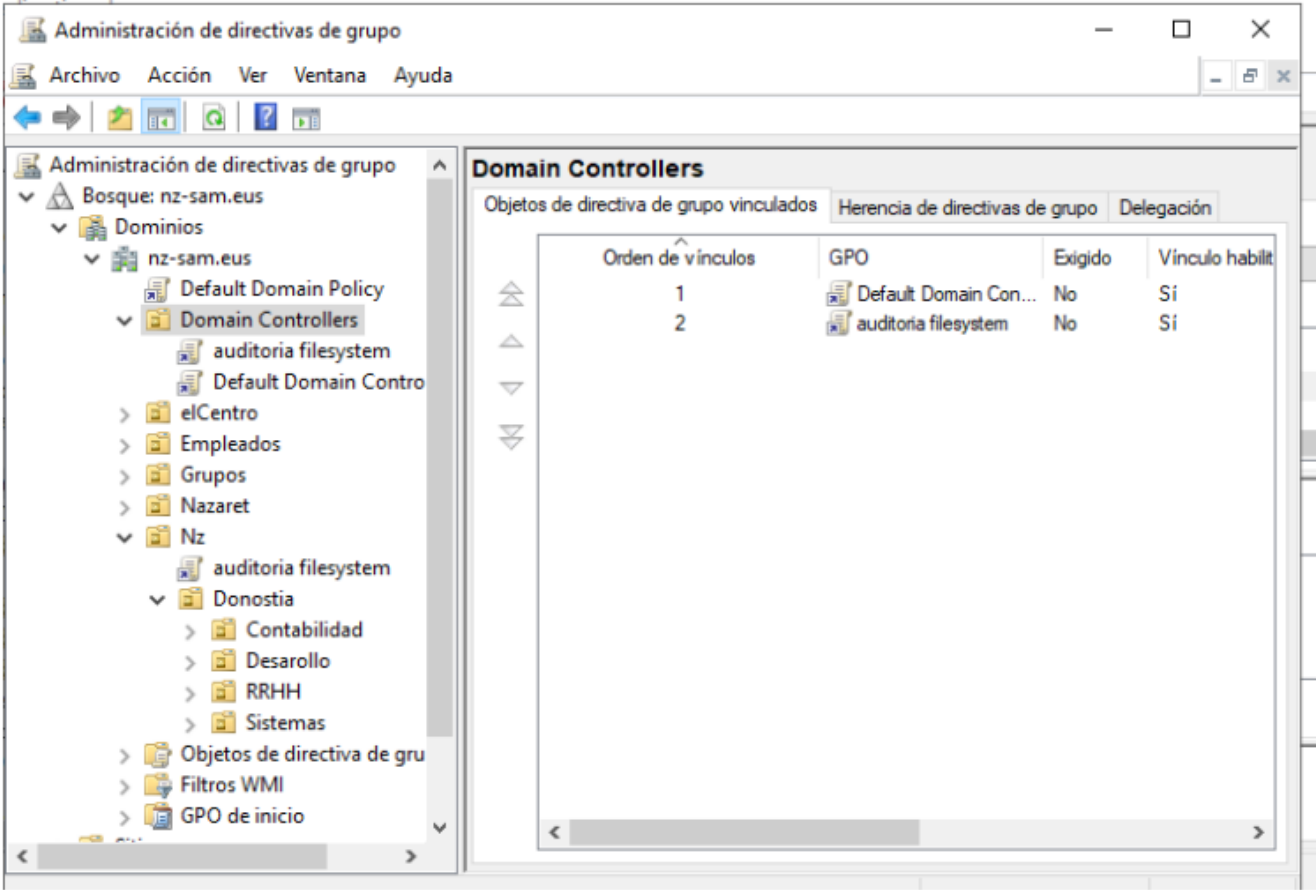 Administración de directivas de grupo
Archivo Acción Ver Ventana Ayuda
Administración de directivas de grupo
Bosque: nz-sam.eus
Dominios
nz-sam.eus
Default Domain Policy
Domain Controllers
auditoria filesystem
Default Domain Contro
elCentro
Empleados
Grupos
Nazaret
Nz
auditoria filesystem
Donostia
Contabilidad
Desarollo
RRHH
Sistemas
Objetos de directiva de gru
Filtros WMI
GPO de inicio
Domain Controllers
Objetos de directiva de grupo vinculados Herencia de directivas de grupo Delegación
Orden de vínculos GPO Exigido Vínculo habilit
1 Default Domain Con... No Sí
2 auditoria filesystem No Sí